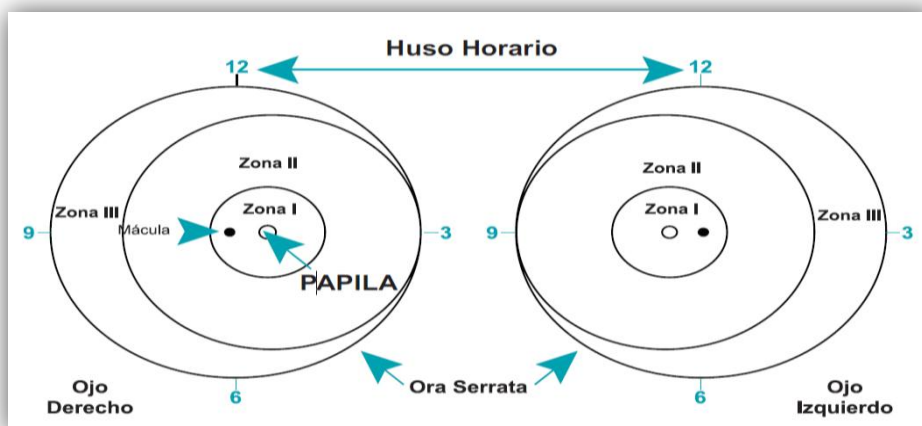 Huso Horario
12
12
Zona II
Zona II
Zona I
Zona I
Zona III
Zona III
Mácula
9
3
9
3
PAPILA
Ora Serrata
6
6
Ojo
Derecho
Ojo
Izquierdo